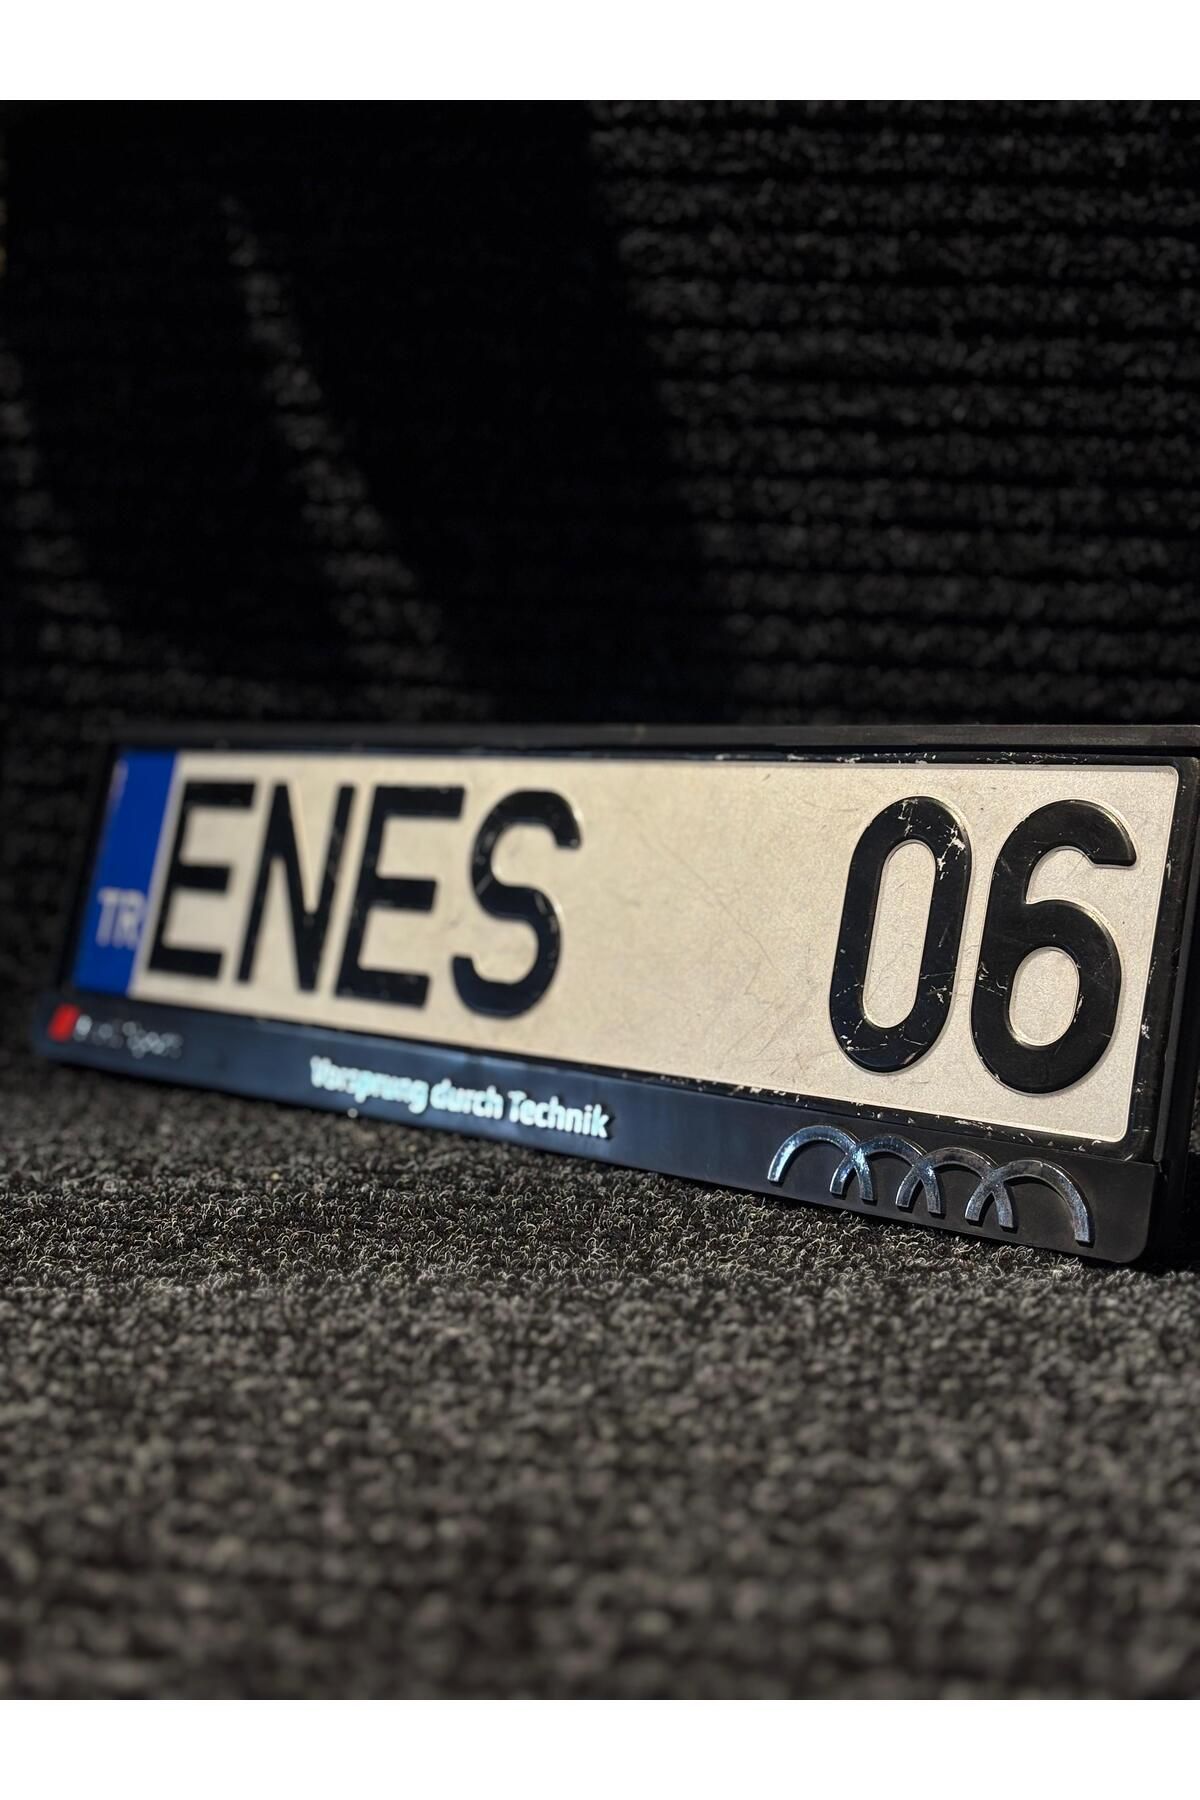 TR ENES 06
Vorsprung durch Technik